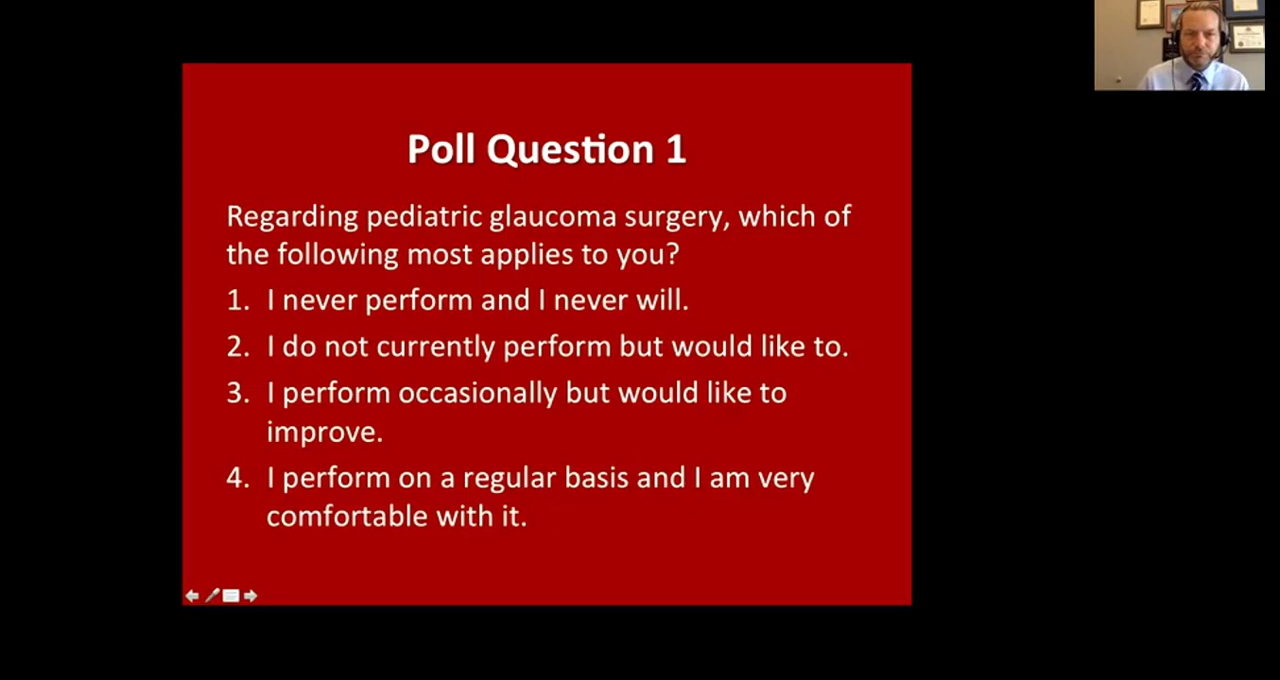 Poll Question 1
Regarding pediatric glaucoma surgery, which of
the following most applies to you?
1. I never perform and I never will.
2. I do not currently perform but would like to.
3. I perform occasionally but would like to
improve.
4. I perform on a regular basis and I am very
comfortable with it.